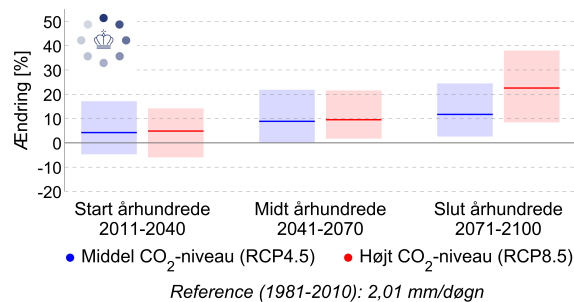 Ændring [%]
50
40
30
20
10
0
-10
-20
Start århundrede
2011-2040
Midt århundrede
2041-2070
Slut århundrede
2071-2100
Middel CO₂-niveau (RCP4.5)
Højt CO₂-niveau (RCP8.5)
Reference (1981-2010): 2,01 mm/døgn